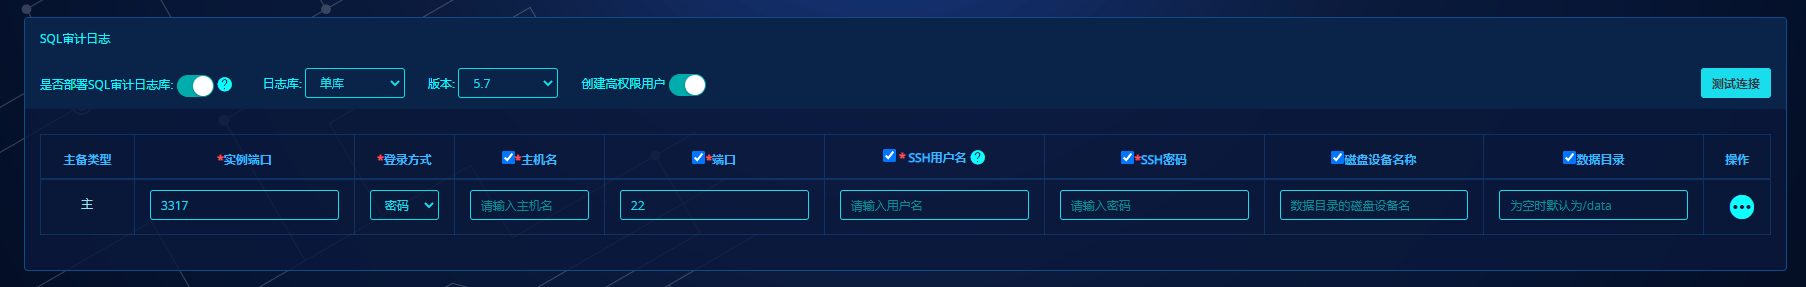 SQL审计日志
是否部署SQL审计日志库: ? 日志库: 单库 版本: 5.7 创建高权限用户 测试连接
主备类型 *实例端口 *登录方式 *主机名 *端口 * SSH用户名 ? *SSH密码 磁盘设备名称 数据目录 操作
主 3317 密码 请输入主机名 22 请输入用户名 请输入密码 数据目录的磁盘设备名 为空时默认为/data